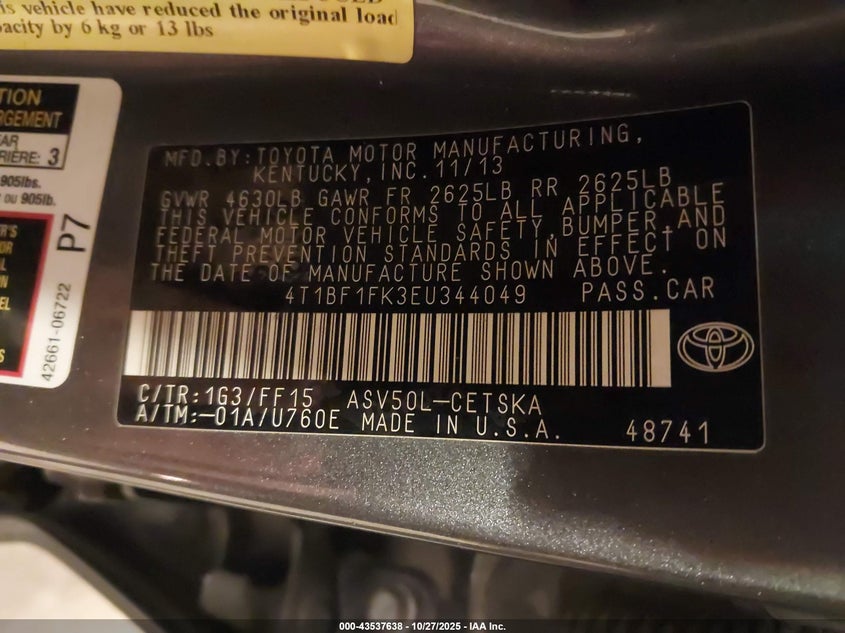 is vehicle have reduced the original load
pacity by 6 kg or 13 lbs
TION
RGEMENT
AR
RRIERE: 3
905lbs.
ou 905lb.
P7
42661-06722
MFD.BY:TOYOTA MOTOR MANUFACTURING,
KENTUCKY,INC.11/13
GVWR 4630LB GAWR FR 2625LB RR 2625LB
THIS VEHICLE CONFORMS TO ALL APPLICABLE
FEDERAL MOTOR VEHICLE SAFETY,BUMPER,AND
THEFT PREVENTION STANDARDS IN EFFECT ON
THE DATE OF MANUFACTURE SHOWN ABOVE.
4T1BF1FK3EU344049 PASS.CAR
C/TR:1G3/FF15 ASV50L-CETSKA
A/TM:-01A/U760E MADE IN U.S.A. 48741
000-43537638 - 10/27/2025 - IAA Inc.